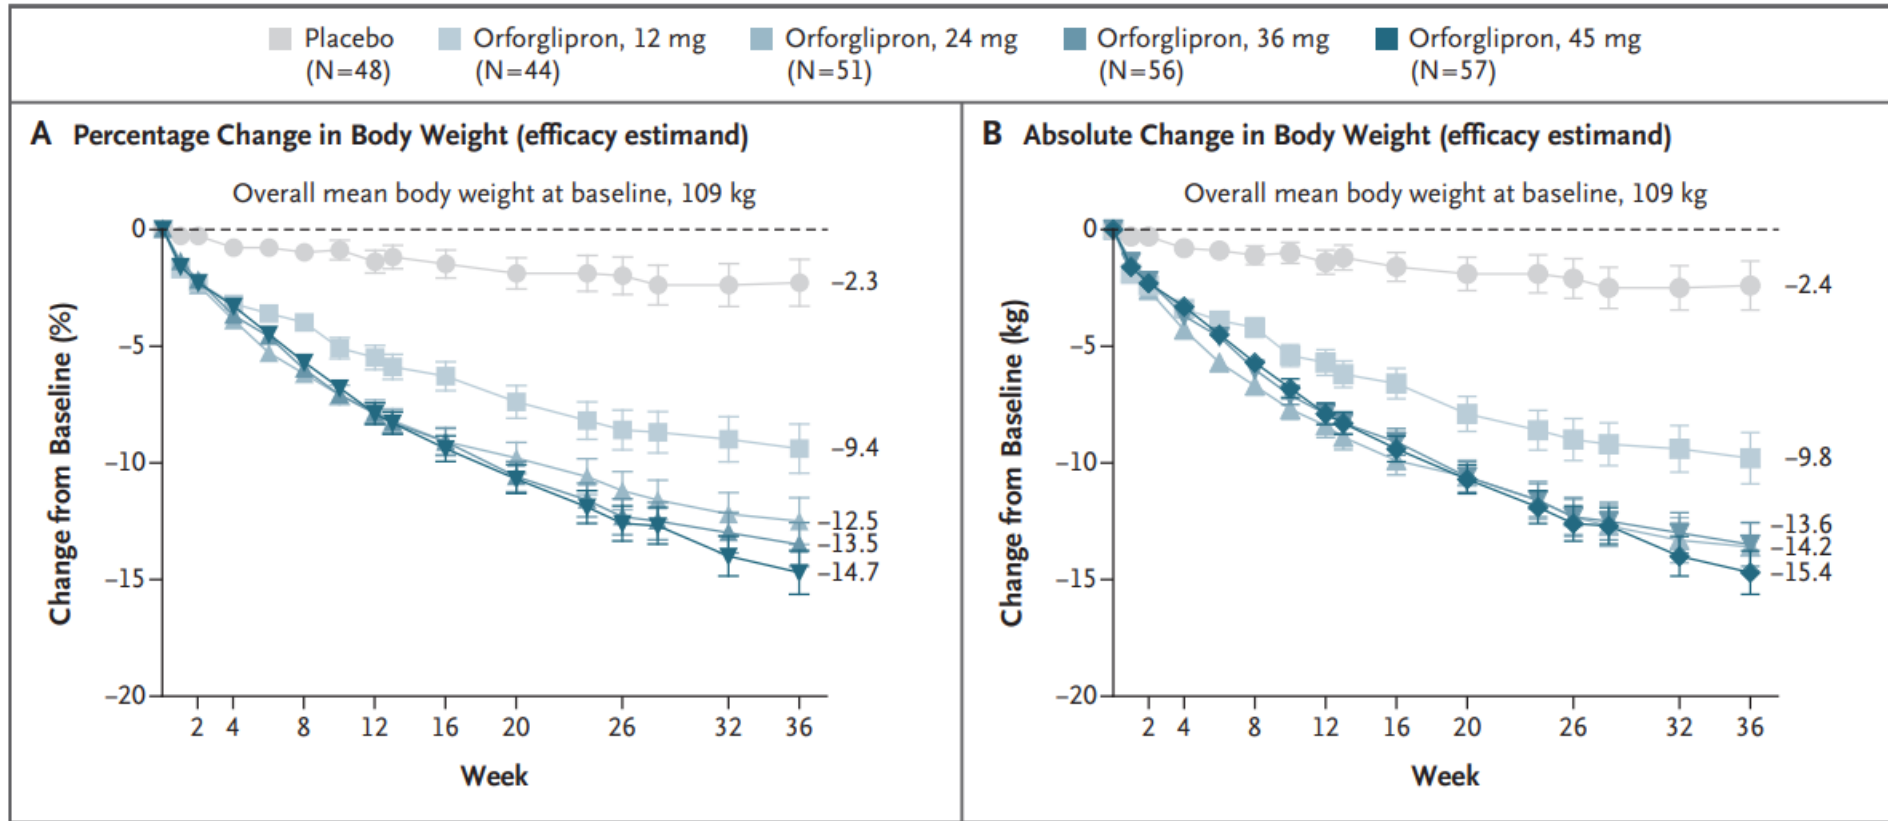 Placebo
(N=48)
Orforglipron, 12 mg
(N=44)
Orforglipron, 24 mg
(N=51)
Orforglipron, 36 mg
(N=56)
Orforglipron, 45 mg
(N=57)
A Percentage Change in Body Weight (efficacy estimand)
Overall mean body weight at baseline, 109 kg
Change from Baseline (%)
0
−5
−10
−15
−20
−2.3
−9.4
−12.5
−13.5
−14.7
2 4 8 12 16 20 26 32 36
Week
B Absolute Change in Body Weight (efficacy estimand)
Overall mean body weight at baseline, 109 kg
Change from Baseline (kg)
0
−5
−10
−15
−20
−2.4
−9.8
−13.6
−14.2
−15.4
2 4 8 12 16 20 26 32 36
Week